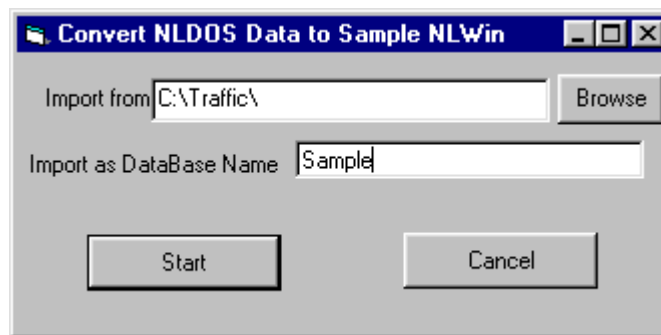 Convert NLDOS Data to Sample NLWin
Import from C:\Traffic\ Browse
Import as DataBase Name Sample
Start Cancel